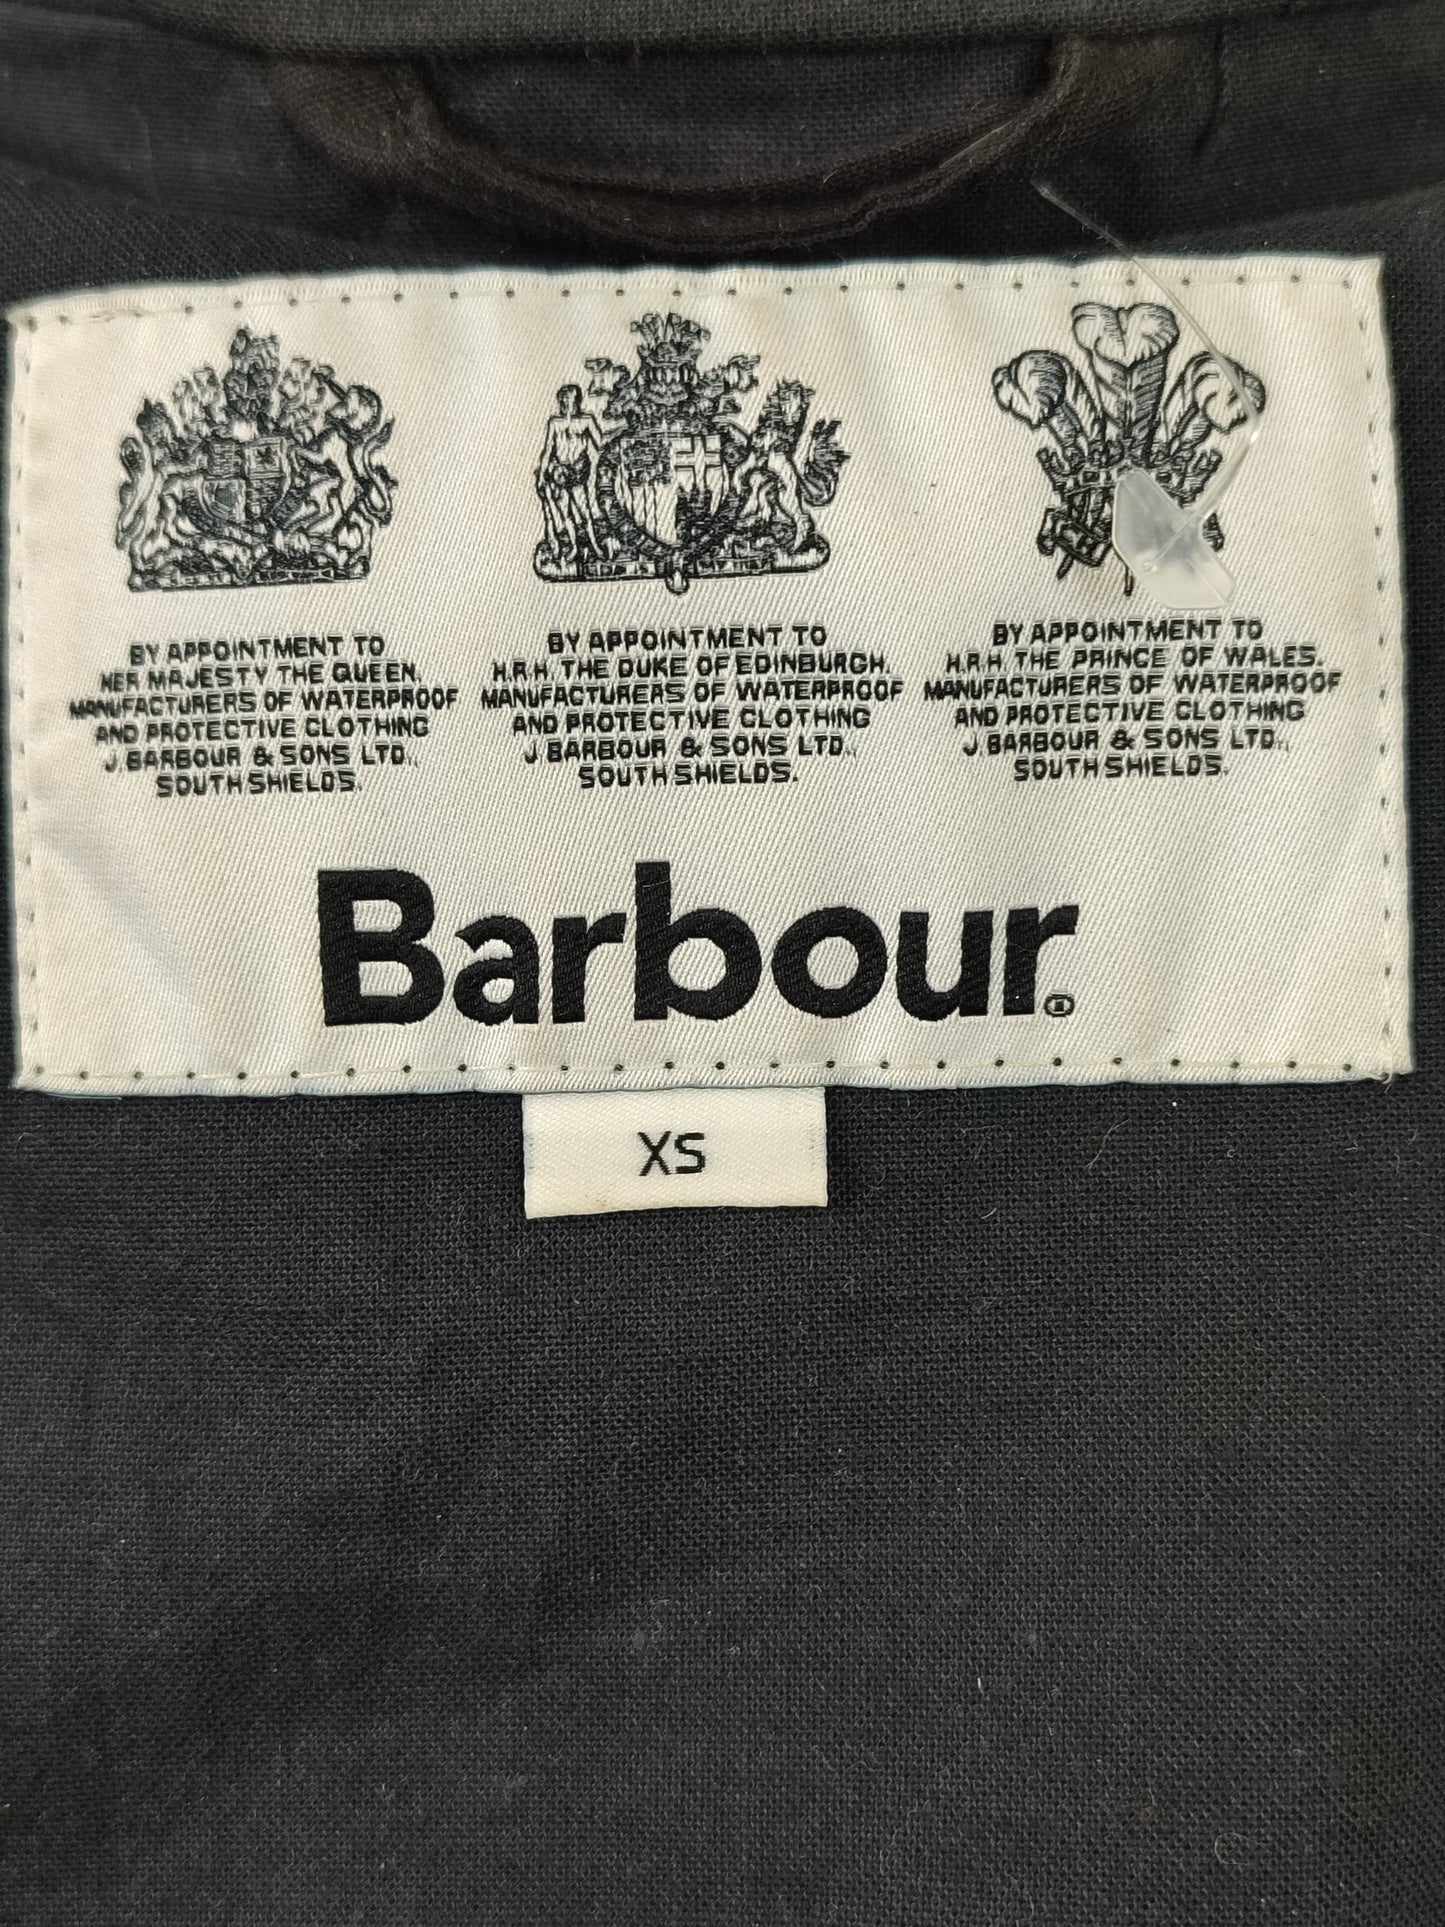 BY APPOINTMENT TO
HER MAJESTY THE QUEEN,
MANUFACTURERS OF WATERPROOF
AND PROTECTIVE CLOTHING
J. BARBOUR & SONS LTD.,
SOUTH SHIELDS.
BY APPOINTMENT TO
H.R.H. THE DUKE OF EDINBURGH.
MANUFACTURERS OF WATERPROOF
AND PROTECTIVE CLOTHING
J. BARBOUR & SONS LTD.,
SOUTH SHIELDS.
BY APPOINTMENT TO
H.R.H. THE PRINCE OF WALES.
MANUFACTURERS OF WATERPROOF
AND PROTECTIVE CLOTHING
J. BARBOUR & SONS LTD.,
SOUTH SHIELDS.
Barbour®
XS